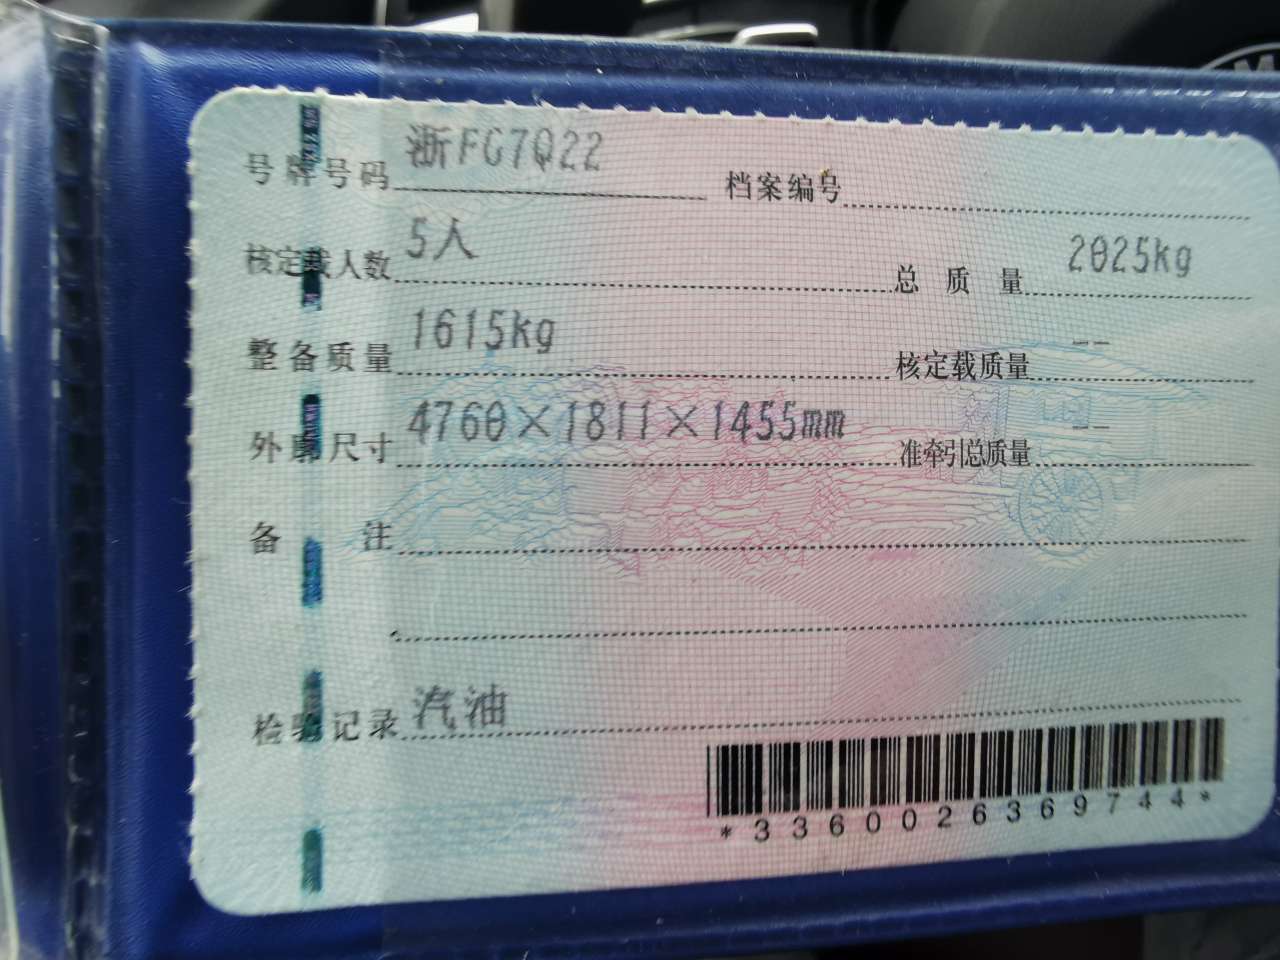 号牌号码 浙FG7Q22 档案编号
核定载人数 5人 总质量 2025kg
整备质量 1615kg 核定载质量 --
外廓尺寸 4760×1811×1455mm 准牵引总质量 --
备注
检验记录 汽油
*3360026369744*